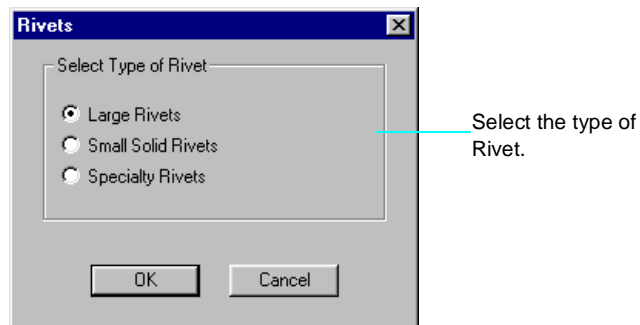 Rivets
Select Type of Rivet
Large Rivets
Small Solid Rivets
Specialty Rivets
OK
Cancel
Select the type of
Rivet.